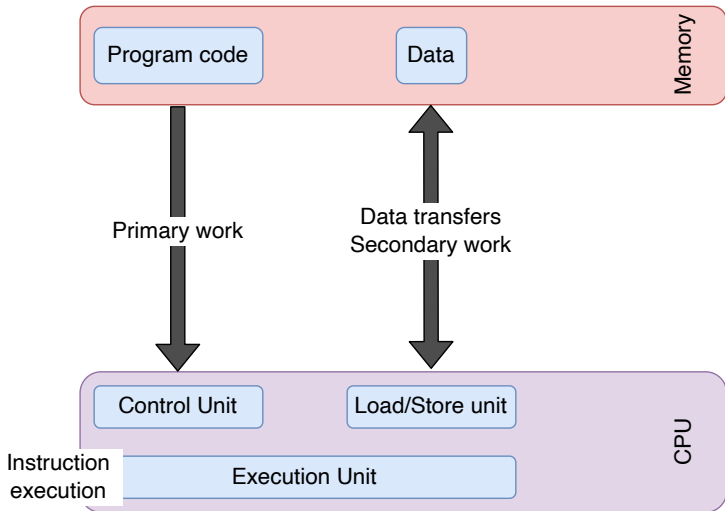 Program code
Data
Memory
Primary work
Data transfers
Secondary work
Control Unit
Load/Store unit
CPU
Instruction
execution
Execution Unit